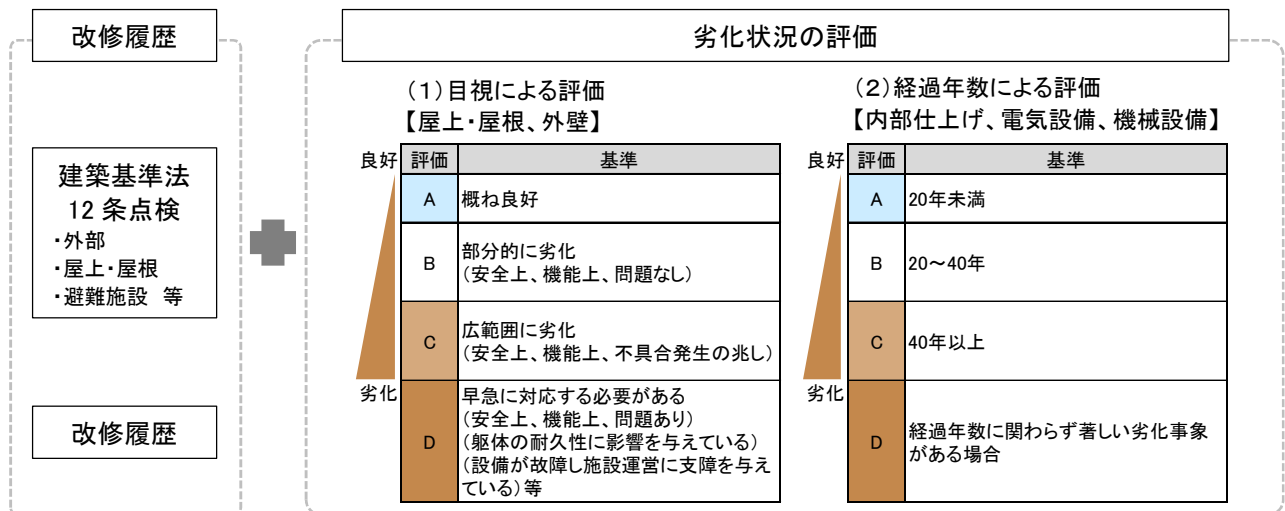 改修履歴
建築基準法
12 条点検
・外部
・屋上・屋根
・避難施設 等
改修履歴
劣化状況の評価
(1)目視による評価
【屋上・屋根、外壁】
良好
劣化
評価 基準
A 概ね良好
B 部分的に劣化
(安全上、機能上、問題なし)
C 広範囲に劣化
(安全上、機能上、不具合発生の兆し)
D 早急に対応する必要がある
(安全上、機能上、問題あり)
(躯体の耐久性に影響を与えている)
(設備が故障し施設運営に支障を与え
ている)等
(2)経過年数による評価
【内部仕上げ、電気設備、機械設備】
良好
劣化
評価 基準
A 20年未満
B 20～40年
C 40年以上
D 経過年数に関わらず著しい劣化事象
がある場合